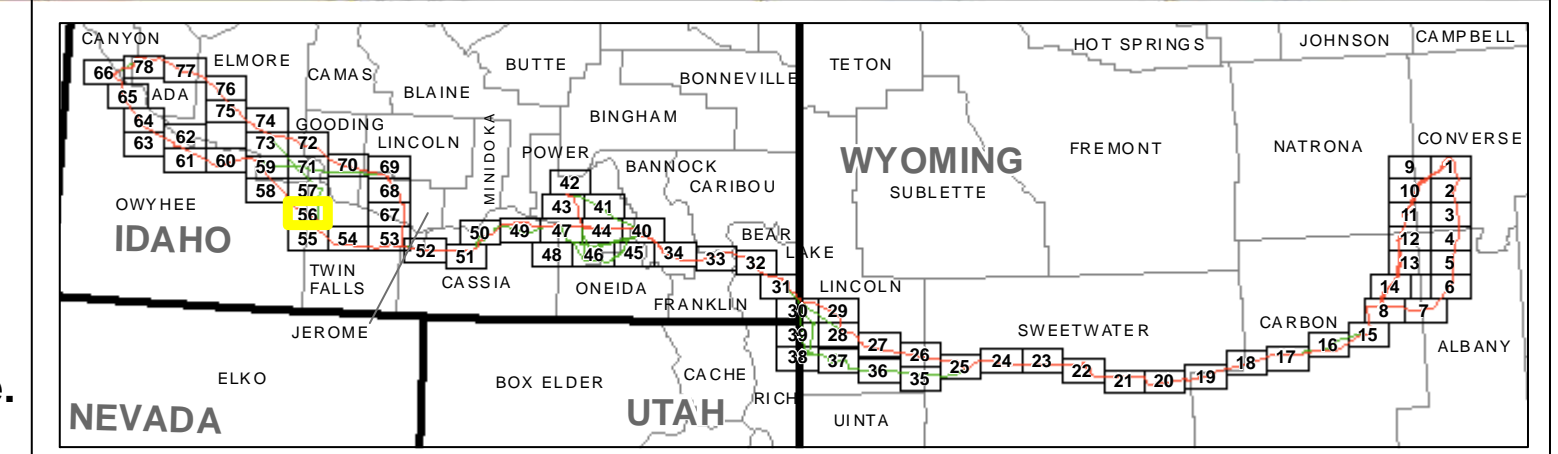 CANYON
ELMORE
CAMAS
BUTTE
BONNEVILLE
TETON
HOT SPRINGS
JOHNSON
CAMPBELL
66 78 77
76
65 ADA
BLAINE
75
64
74
BINGHAM
63 62
73 GOODING 72
LINCOLN
MINIDOKA
POWER
BANNOCK
CARIBOU
WYOMING
FREMONT
NATRONA
CONVERSE
61 60 59 71 70 69
58 57 68
42
SUBLETTE
9 1
10 2
OWYHEE
56 67
43 41
11 3
IDAHO
55 54 53 52 51 50 49 47 44 40 34 33 32
BEAR LAKE
12 4
48 46 45
13 5
TWIN FALLS
CASSIA
ONEIDA
FRANKLIN
31
LINCOLN
14 6
30 29
8 7
JEROME
39 28
SWEETWATER
CARBON
38 37 27 26 25 24 23 22 21 20 19 18 17 16 15
ALBANY
36 35
ELKO
BOX ELDER
CACHE
RICH
UINTA
NEVADA
UTAH
e.